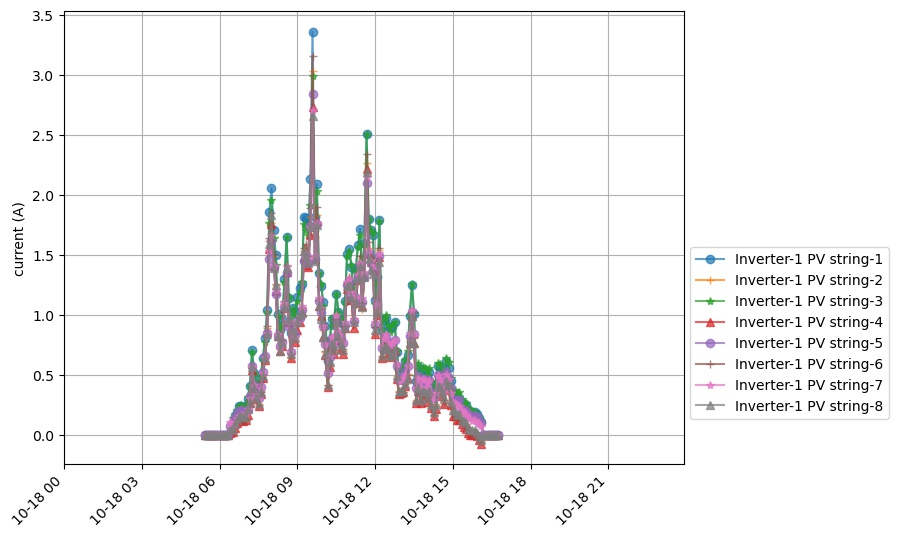 3.5
3.0
2.5
2.0
1.5
1.0
0.5
0.0
current (A)
10-18 00
10-18 03
10-18 06
10-18 09
10-18 12
10-18 15
10-18 18
10-18 21
Inverter-1 PV string-1
Inverter-1 PV string-2
Inverter-1 PV string-3
Inverter-1 PV string-4
Inverter-1 PV string-5
Inverter-1 PV string-6
Inverter-1 PV string-7
Inverter-1 PV string-8